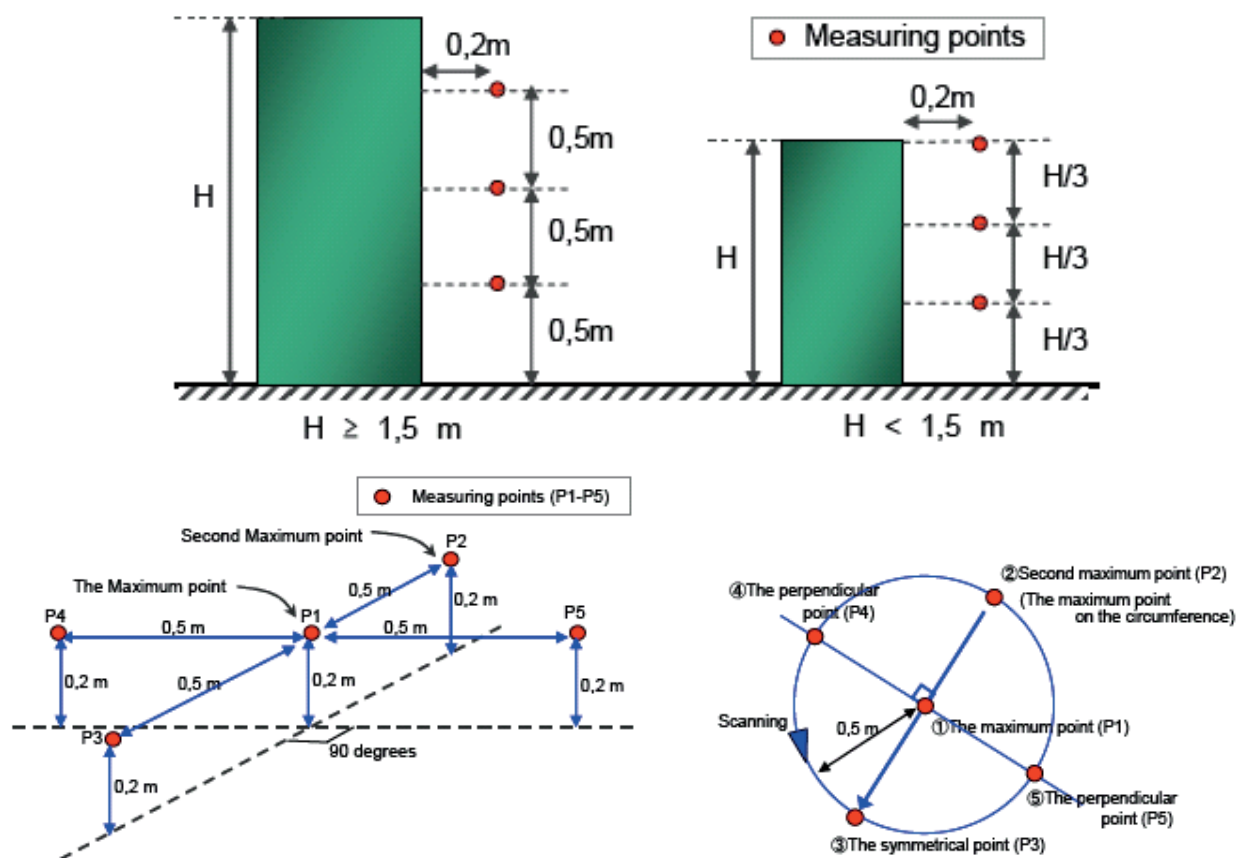 Measuring points
0,2m
0,5m
0,5m
0,5m
H
H ≥ 1,5 m
0,2m
H/3
H/3
H/3
H
H < 1,5 m
Measuring points (P1-P5)
Second Maximum point
P2
The Maximum point
P4
P1
P5
0,5 m
0,5 m
0,5 m
0,5 m
0,2 m
0,2 m
0,2 m
0,2 m
P3
90 degrees
0,2 m
②Second maximum point (P2)
(The maximum point
on the circumference)
④The perpendicular
point (P4)
Scanning
0,5 m
①The maximum point (P1)
⑤The perpendicular
point (P5)
③The symmetrical point (P3)